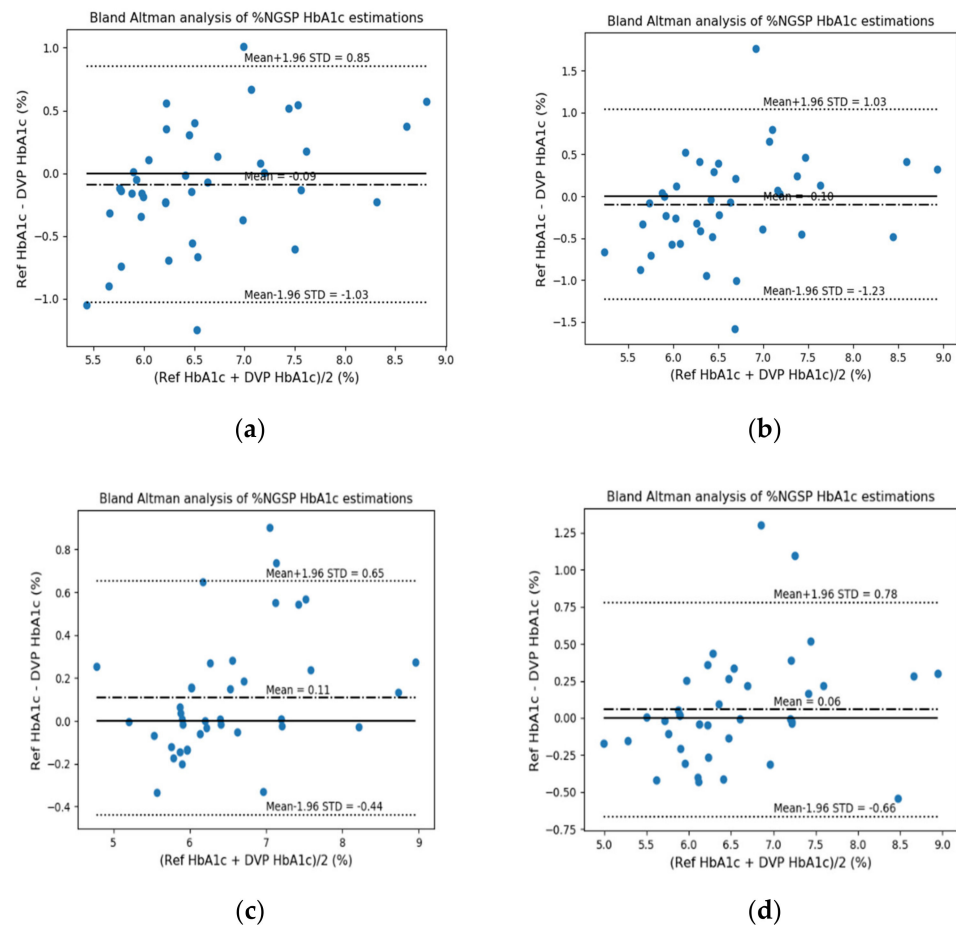 Bland Altman analysis of %NGSP HbA1c estimations
Ref HbA1c - DVP HbA1c (%)
1.0
0.5
0.0
−0.5
−1.0
Mean+1.96 STD = 0.85
Mean = -0.09
Mean-1.96 STD = -1.03
5.5 6.0 6.5 7.0 7.5 8.0 8.5 9.0
(Ref HbA1c + DVP HbA1c)/2 (%)
(a)
Bland Altman analysis of %NGSP HbA1c estimations
Ref HbA1c - DVP HbA1c (%)
1.5
1.0
0.5
0.0
−0.5
−1.0
−1.5
Mean+1.96 STD = 1.03
Mean = -0.10
Mean-1.96 STD = -1.23
5.5 6.0 6.5 7.0 7.5 8.0 8.5 9.0
(Ref HbA1c + DVP HbA1c)/2 (%)
(b)
Bland Altman analysis of %NGSP HbA1c estimations
Ref HbA1c - DVP HbA1c (%)
0.8
0.6
0.4
0.2
0.0
−0.2
−0.4
Mean+1.96 STD = 0.65
Mean = 0.11
Mean-1.96 STD = -0.44
5 6 7 8 9
(Ref HbA1c + DVP HbA1c)/2 (%)
(c)
Bland Altman analysis of %NGSP HbA1c estimations
Ref HbA1c - DVP HbA1c (%)
1.25
1.00
0.75
0.50
0.25
0.00
−0.25
−0.50
−0.75
Mean+1.96 STD = 0.78
Mean = 0.06
Mean-1.96 STD = -0.66
5.0 5.5 6.0 6.5 7.0 7.5 8.0 8.5 9.0
(Ref HbA1c + DVP HbA1c)/2 (%)
(d)